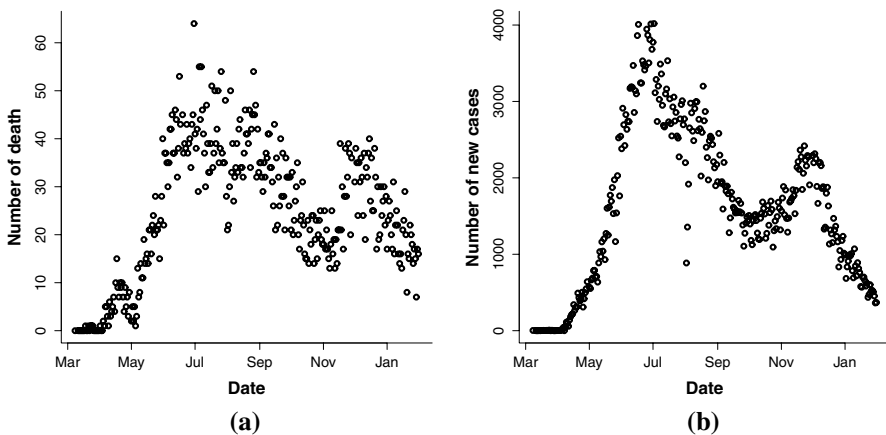 Number of death
60
50
40
30
20
10
0
Mar
May
Jul
Sep
Nov
Jan
Date
(a)
Number of new cases
4000
3000
2000
1000
0
Mar
May
Jul
Sep
Nov
Jan
Date
(b)